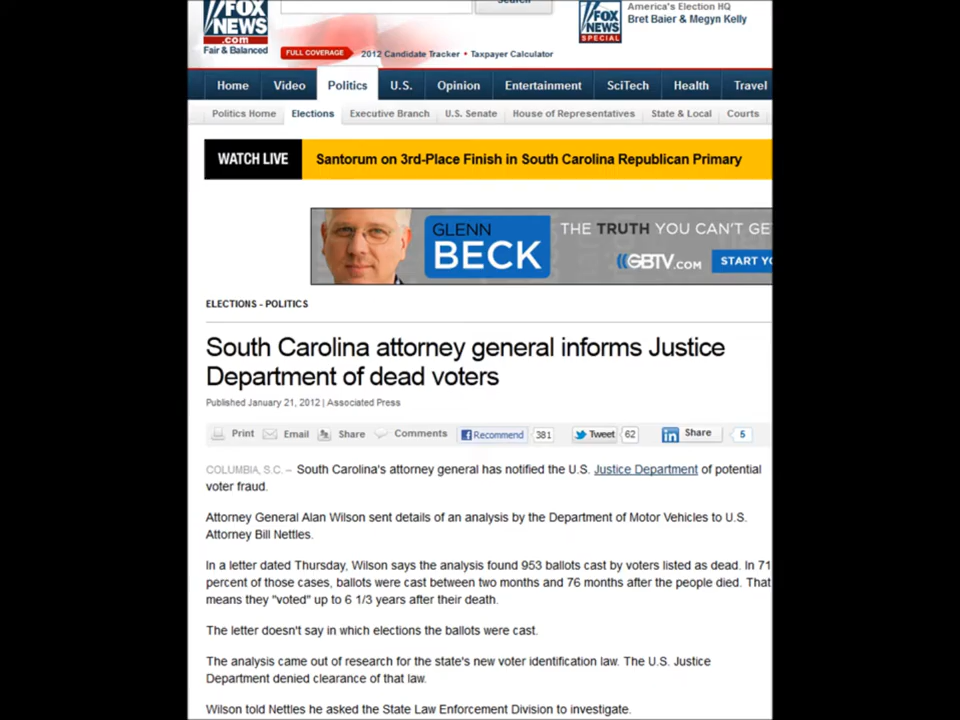 Search
America's Election HQ
FOX
NEWS
.com
Fair & Balanced
FOX
NEWS
SPECIAL
Bret Baier & Megyn Kelly
FULL COVERAGE
2012 Candidate Tracker • Taxpayer Calculator
Home Video Politics U.S. Opinion Entertainment SciTech Health Travel
Politics Home Elections Executive Branch U.S. Senate House of Representatives State & Local Courts
WATCH LIVE Santorum on 3rd-Place Finish in South Carolina Republican Primary
GLENN
BECK
THE TRUTH YOU CAN'T GE
GBTV.COM START YO
ELECTIONS - POLITICS
South Carolina attorney general informs Justice
Department of dead voters
Published January 21, 2012 | Associated Press
Print Email Share Comments Recommend 381 Tweet 62 in Share 5
COLUMBIA, S.C. – South Carolina's attorney general has notified the U.S. Justice Department of potential
voter fraud.
Attorney General Alan Wilson sent details of an analysis by the Department of Motor Vehicles to U.S.
Attorney Bill Nettles.
In a letter dated Thursday, Wilson says the analysis found 953 ballots cast by voters listed as dead. In 71
percent of those cases, ballots were cast between two months and 76 months after the people died. That
means they "voted" up to 6 1/3 years after their death.
The letter doesn't say in which elections the ballots were cast.
The analysis came out of research for the state's new voter identification law. The U.S. Justice
Department denied clearance of that law.
Wilson told Nettles he asked the State Law Enforcement Division to investigate.